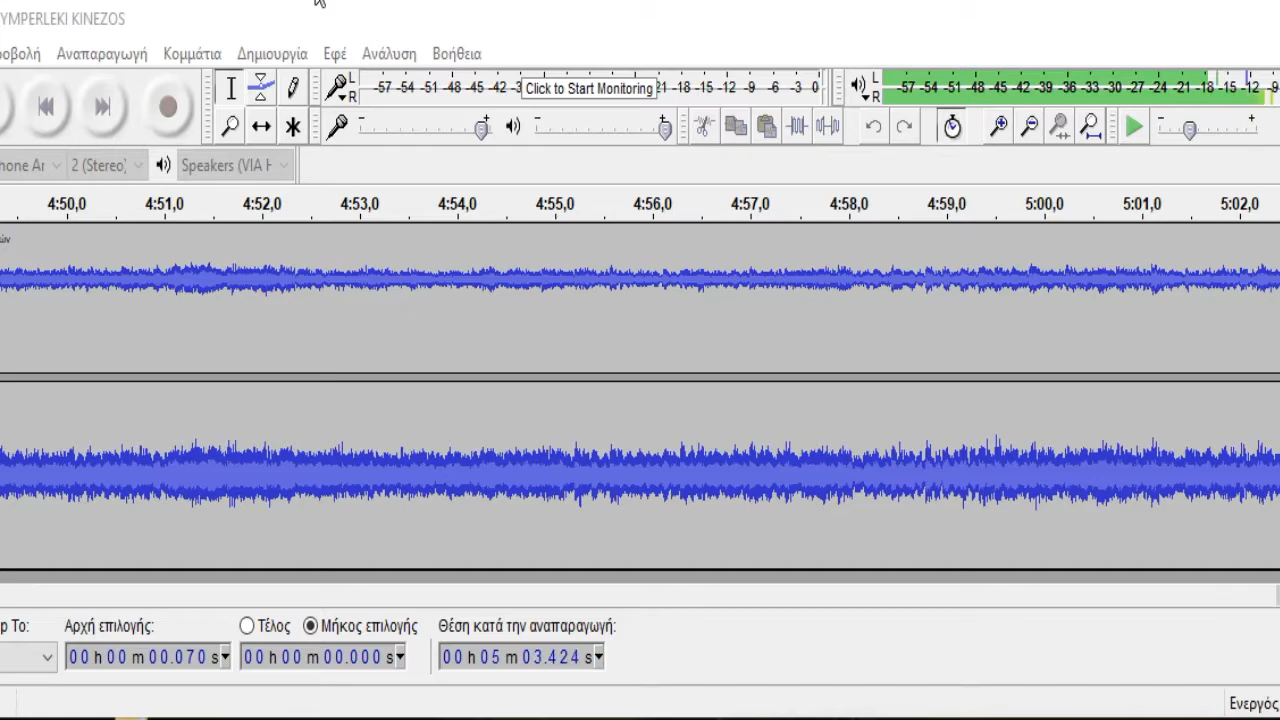 YMPERLEKI KINEZOS
οβολή Αναπαραγωγή Κομμάτια Δημιουργία Εφέ Ανάλυση Βοήθεια
L R -57 -54 -51 -48 -45 -42 -3 Click to Start Monitoring 21 -18 -15 -12 -9 -6 -3 0 L R -57 -54 -51 -48 -45 -42 -39 -36 -33 -30 -27 -24 -21 -18 -15 -12 -9
- + - + - +
hone Ar 2 (Stereo) Speakers (VIA H
4:50,0 4:51,0 4:52,0 4:53,0 4:54,0 4:55,0 4:56,0 4:57,0 4:58,0 4:59,0 5:00,0 5:01,0 5:02,0
ών
p To: Αρχή επιλογής: Τέλος Μήκος επιλογής Θέση κατά την αναπαραγωγή:
00 h 00 m 00.070 s 00 h 00 m 00.000 s 00 h 05 m 03.424 s
Ενεργός